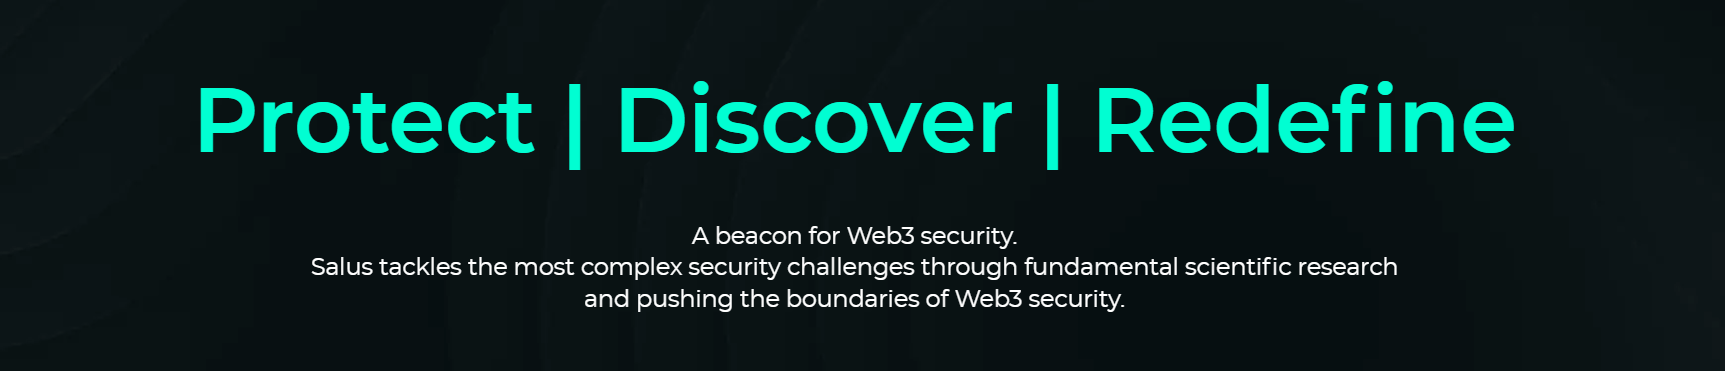 Protect | Discover | Redefine
A beacon for Web3 security.
Salus tackles the most complex security challenges through fundamental scientific research
and pushing the boundaries of Web3 security.